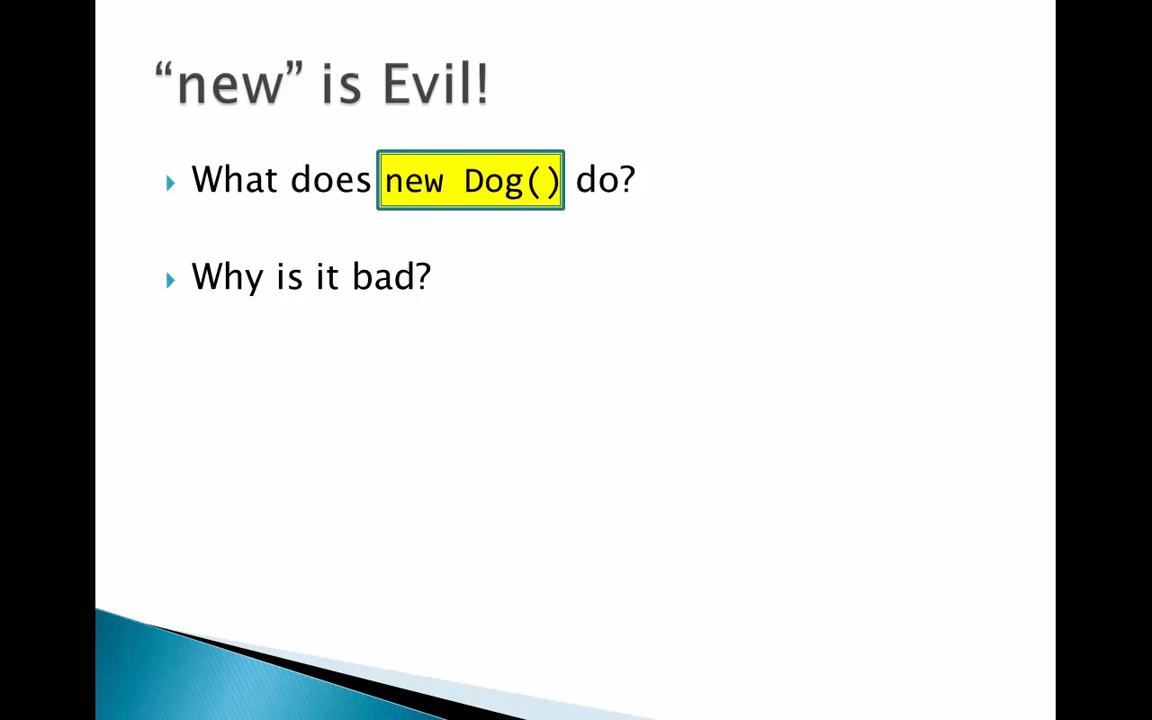 “new” is Evil!
What does new Dog() do?
Why is it bad?